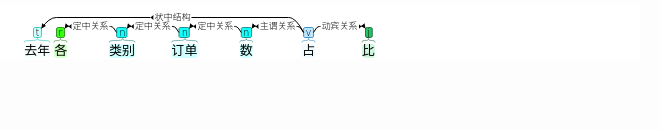 状中结构
定中关系 定中关系 定中关系 主谓关系 动宾关系
t r n n n v j
去年 各 类别 订单 数 占 比